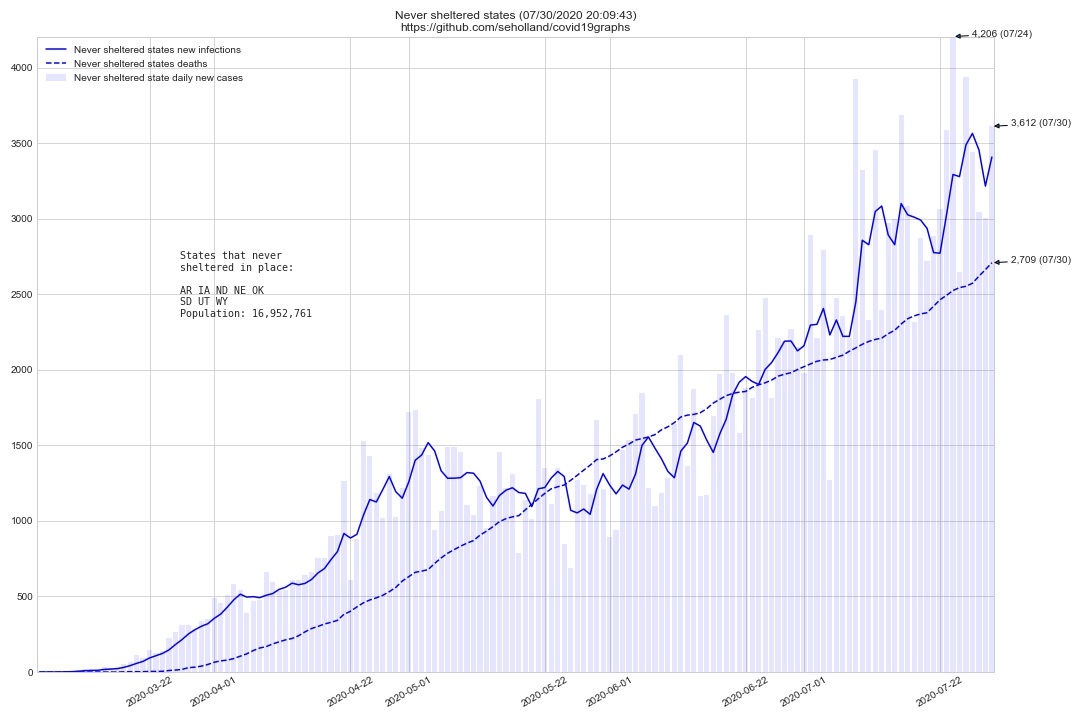 Never sheltered states (07/30/2020 20:09:43)
https://github.com/seholland/covid19graphs
Never sheltered states new infections
Never sheltered states deaths
Never sheltered state daily new cases
4,206 (07/24)
3,612 (07/30)
2,709 (07/30)
States that never
sheltered in place:
AR IA ND NE OK
SD UT WY
Population: 16,952,761
4000
3500
3000
2500
2000
1500
1000
500
0
2020-03-22
2020-04-01
2020-04-22
2020-05-01
2020-05-22
2020-06-01
2020-06-22
2020-07-01
2020-07-22